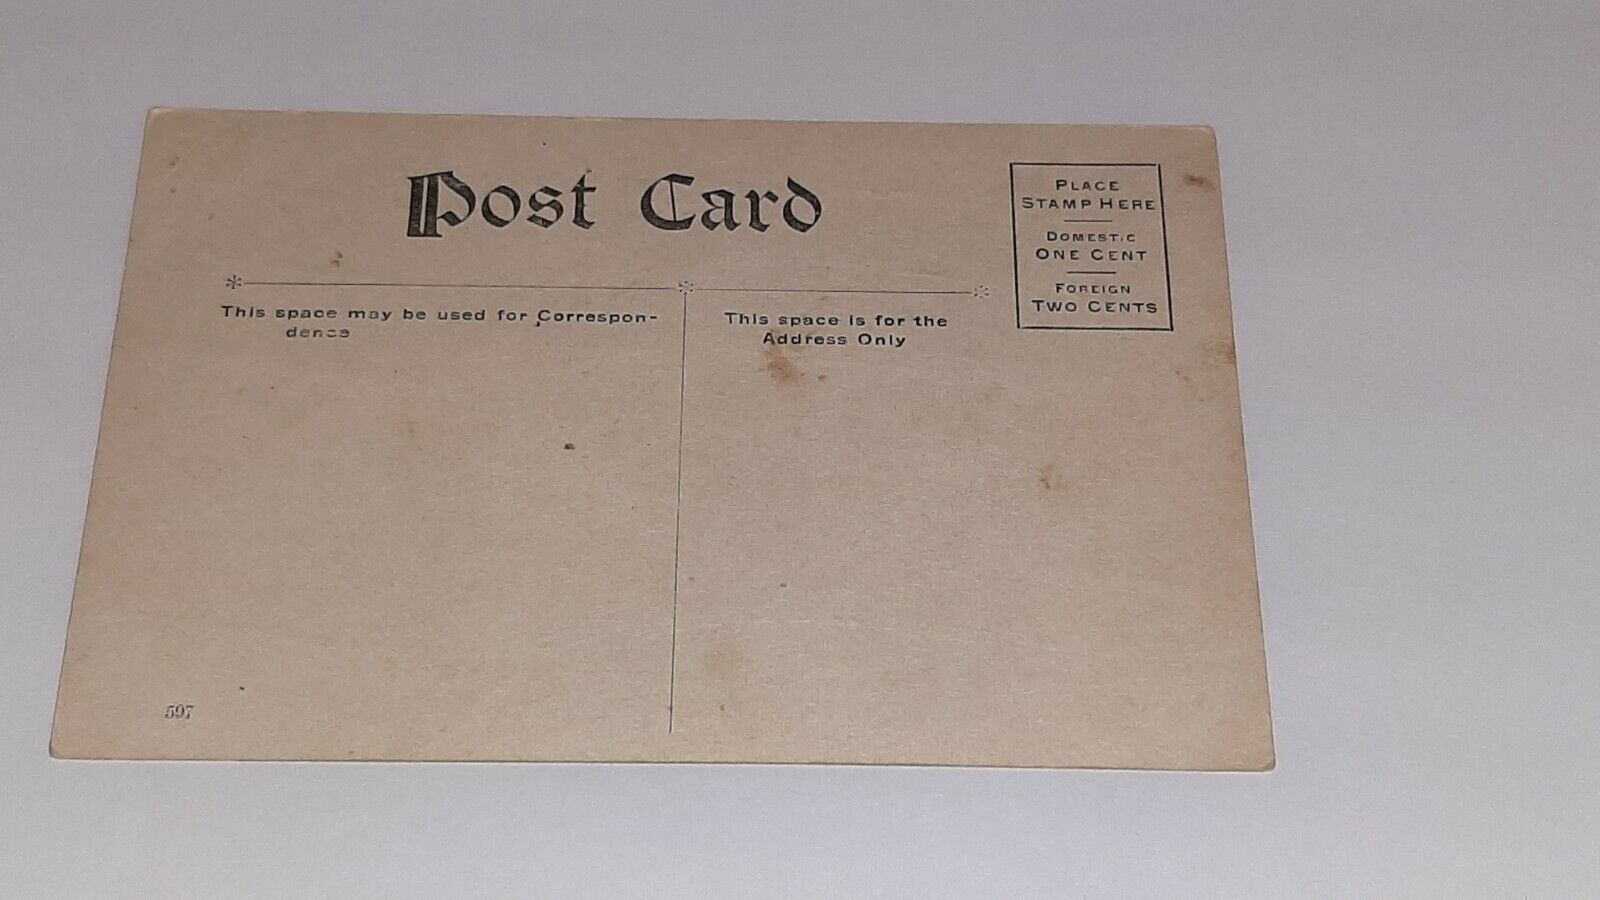 Post Card
PLACE
STAMP HERE
DOMESTIC
ONE CENT
FOREIGN
TWO CENTS
This space may be used for Correspon-
dence
This space is for the
Address Only
597